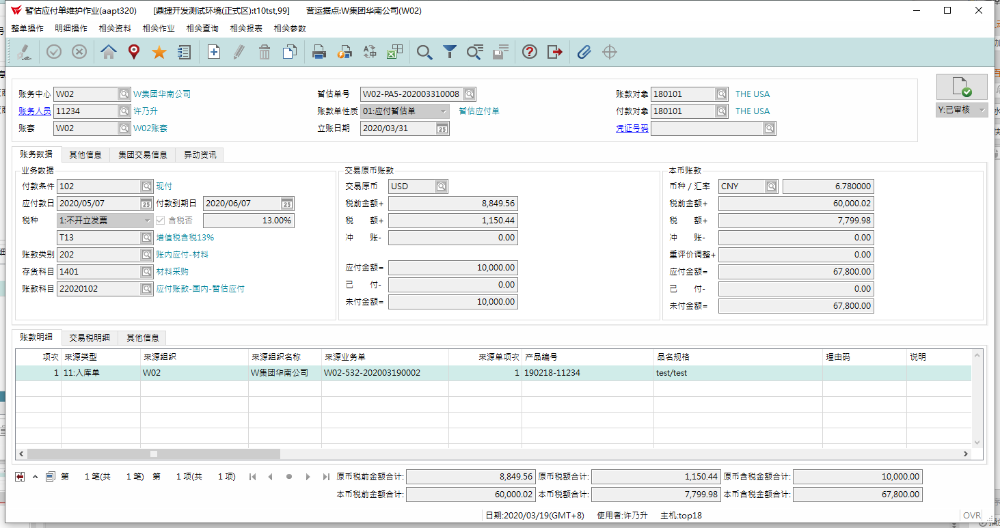 暂估应付单维护作业(aapt320) [鼎捷开发测试环境(正式区):t10tst,99] 营运据点:W集团华南公司(W02)
整单操作 明细操作 相关资料 相关作业 相关查询 相关报表 相关参数
账务中心 W02 W集团华南公司 暂估单号 W02-PA5-202003310008 账款对象 180101 THE USA
账务人员 11234 许乃升 账款单性质 01:应付暂估单 暂估应付单 付款对象 180101 THE USA Y:已审核
账套 W02 W02账套 立账日期 2020/03/31 25 凭证号码
账务数据 其他信息 集团交易信息 异动资讯
业务数据 交易原币账款 本币账款
付款条件 102 现付 交易原币 USD 币种 / 汇率 CNY 6.780000
应付款日 2020/05/07 25 付款到期日 2020/06/07 25 税前金额+ 8,849.56 税前金额+ 60,000.02
税种 1:不开立发票 含税否 13.00% 税 额+ 1,150.44 税 额+ 7,799.98
T13 增值税含税13% 冲 账- 0.00 冲 账- 0.00
账款类别 202 账内应付-材料 重评价调整+ 0.00
存货科目 1401 材料采购 应付金额= 10,000.00 应付金额= 67,800.00
账款科目 22020102 应付账款-国内-暂估应付 已 付- 0.00 已 付- 0.00
未付金额= 10,000.00 未付金额= 67,800.00
账款明细 交易税明细 其他信息
项次 来源类型 来源组织 来源组织名称 来源业务单 来源单项次 产品编号 品名规格 理由码 说明
1 11:入库单 W02 W集团华南公司 W02-532-202003190002 1 190218-11234 test/test
第 1 笔(共 1 笔) 第 1 项(共 1 项) 原币税前金额合计: 8,849.56 原币税额合计: 1,150.44 原币含税金额合计: 10,000.00
本币税前金额合计: 60,000.02 本币税额合计: 7,799.98 本币含税金额合计: 67,800.00
日期:2020/03/19(GMT+8) 使用者:许乃升 主机:top18 OVR